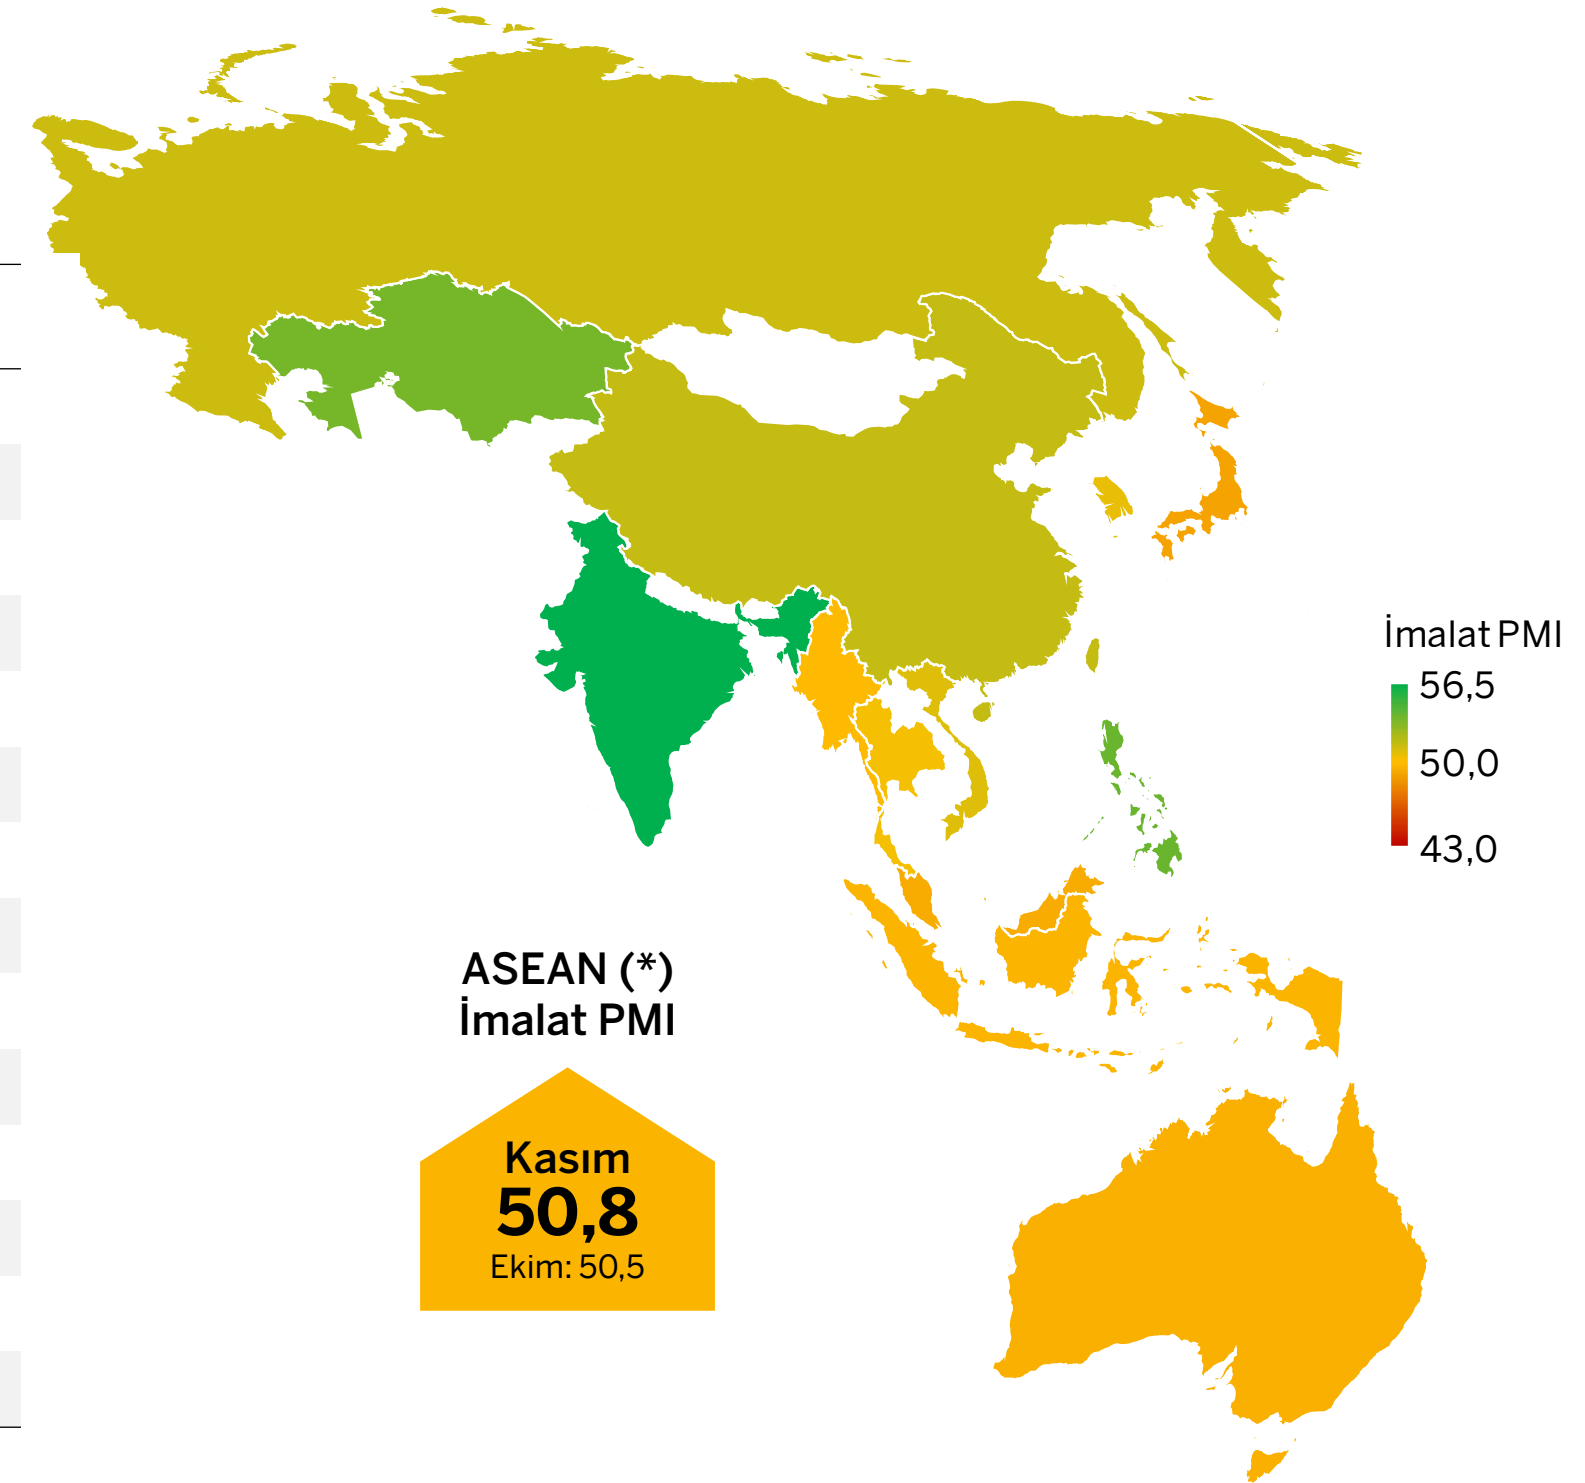 İmalat PMI
56,5
50,0
43,0
ASEAN (*)
İmalat PMI
Kasım
50,8
Ekim: 50,5